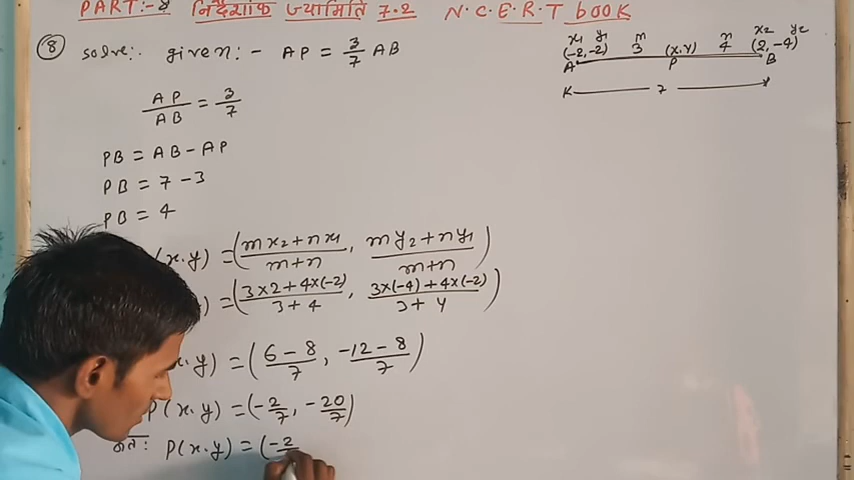 PART:-8 निर्देशांक ज्यामिति 7.2 N.C.E.R.T book
8 solve:. given:- AP = 3/7 AB
x₁ y₁ m n x₂ y₂
(-2,-2) 3 (x.y) 4 (2,-4)
A P B
7
AP/AB = 3/7
PB = AB - AP
PB = 7 - 3
PB = 4
(x.y) = (mx₂+nx₁/m+n, my₂+ny₁/m+n)
) = (3×2+4×(-2)/3+4, 3×(-4)+4×(-2)/3+4)
x.y) = (6-8/7, -12-8/7)
P(x.y) = (-2/7, -20/7)
अतः P(x.y) = (-2